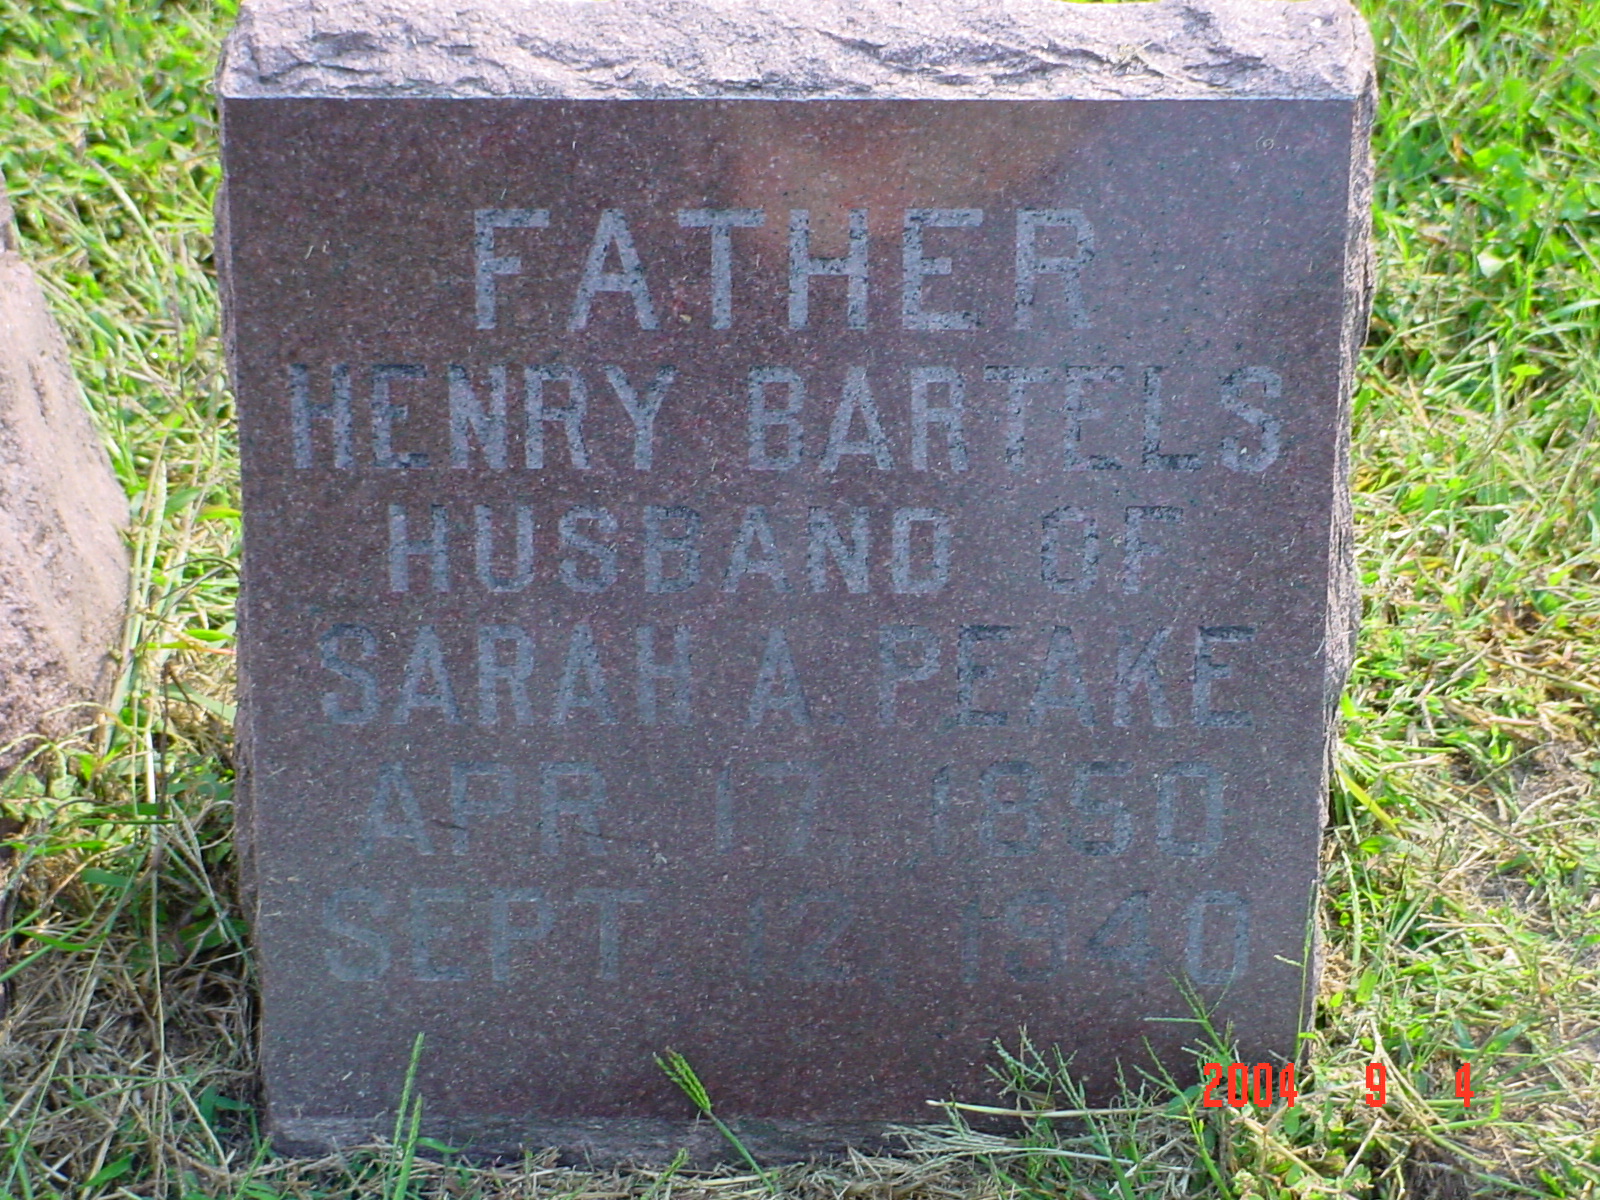 FATHER
HENRY BARTELS
HUSBAND OF
SARAH A. PEAKE
APR. 17, 1850
SEPT. 12, 1940
2004 9 4